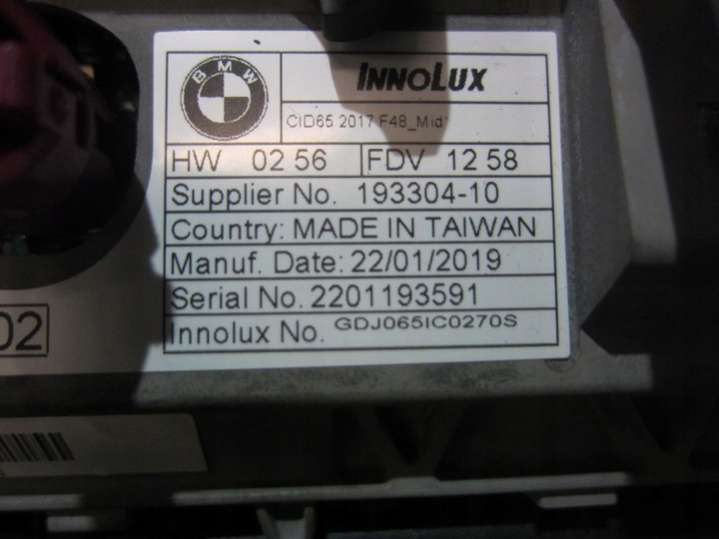 BMW
INNOLUX
CID65 2017 F48_Mid
HW 02 56 FDV 12 58
Supplier No. 193304-10
Country: MADE IN TAIWAN
Manuf. Date: 22/01/2019
Serial No. 2201193591
Innolux No. GDJ065IC0270S
02